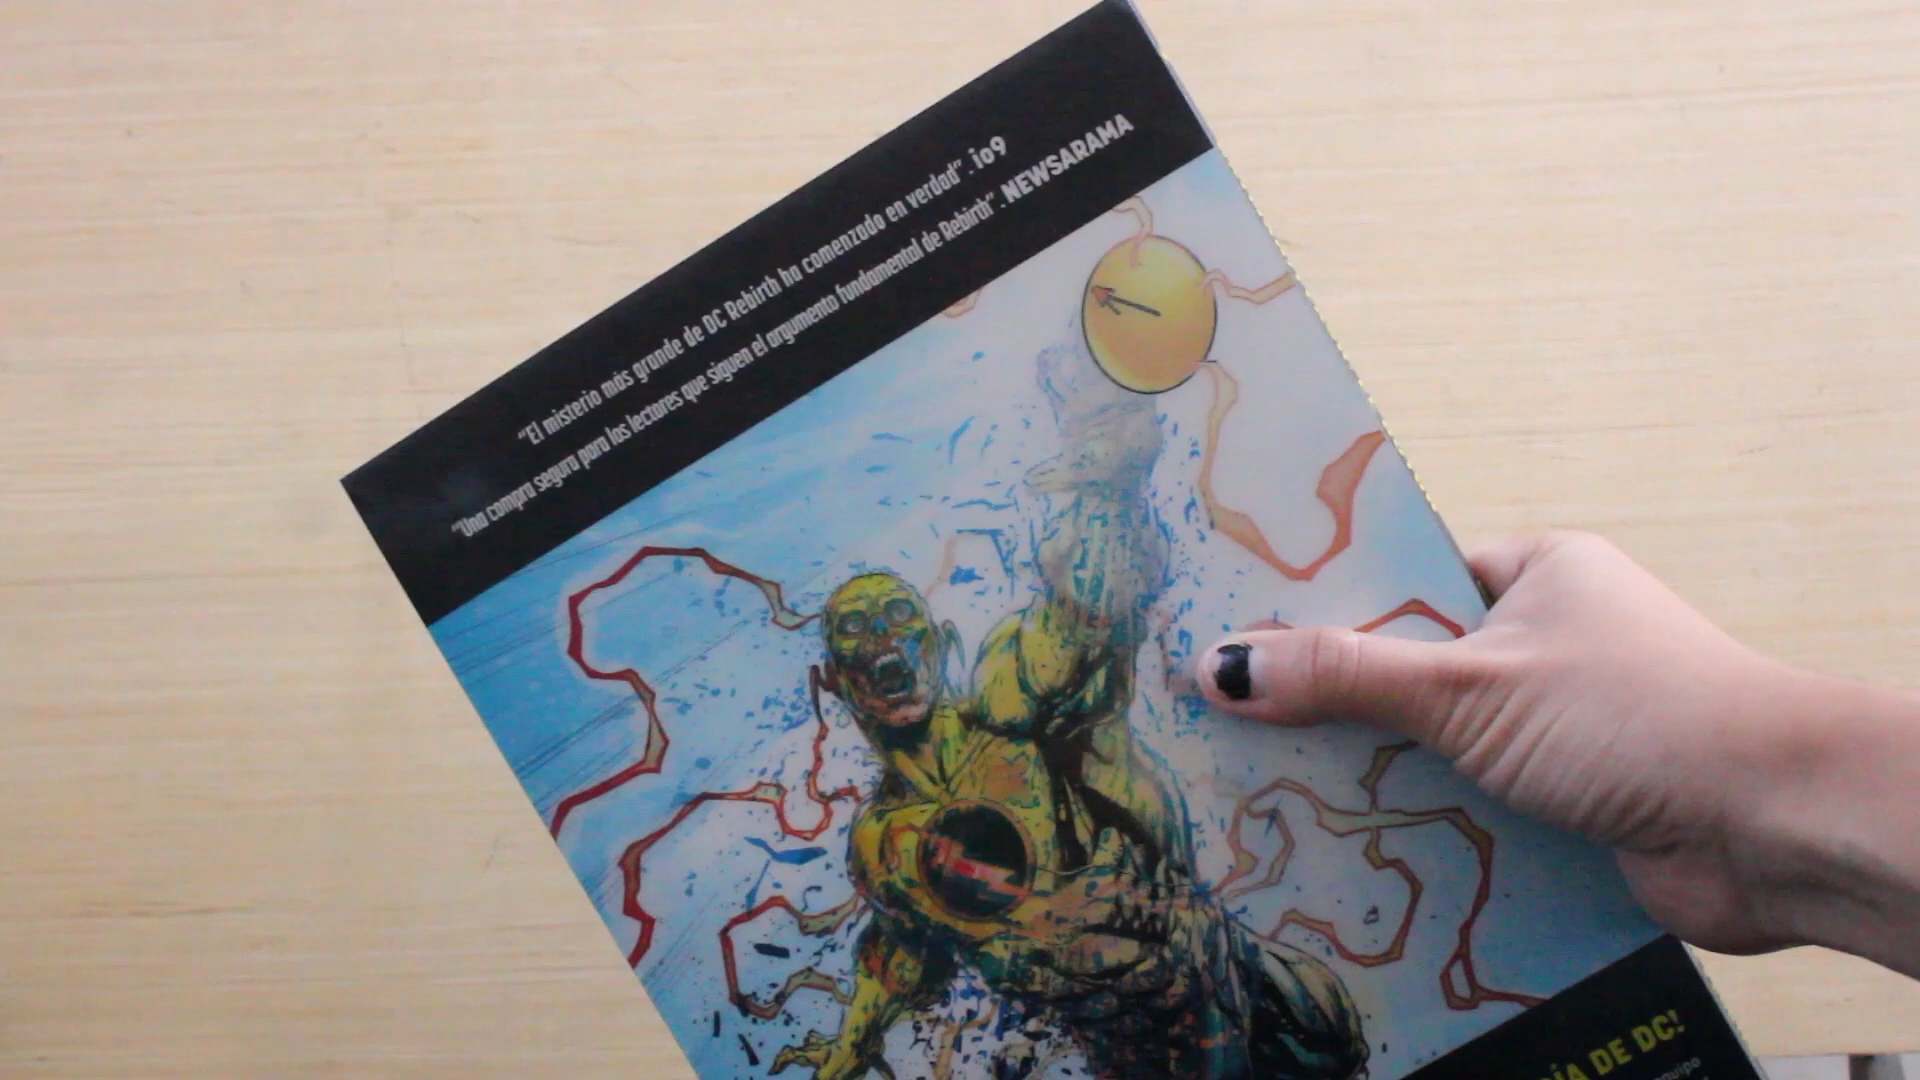 “El misterio más grande de DC Rebirth ha comenzado en verdad”. io9
“Una compra segura para los lectores que siguen el argumento fundamental de Rebirth”. NEWSARAMA
ÍA DE DC!
quipo